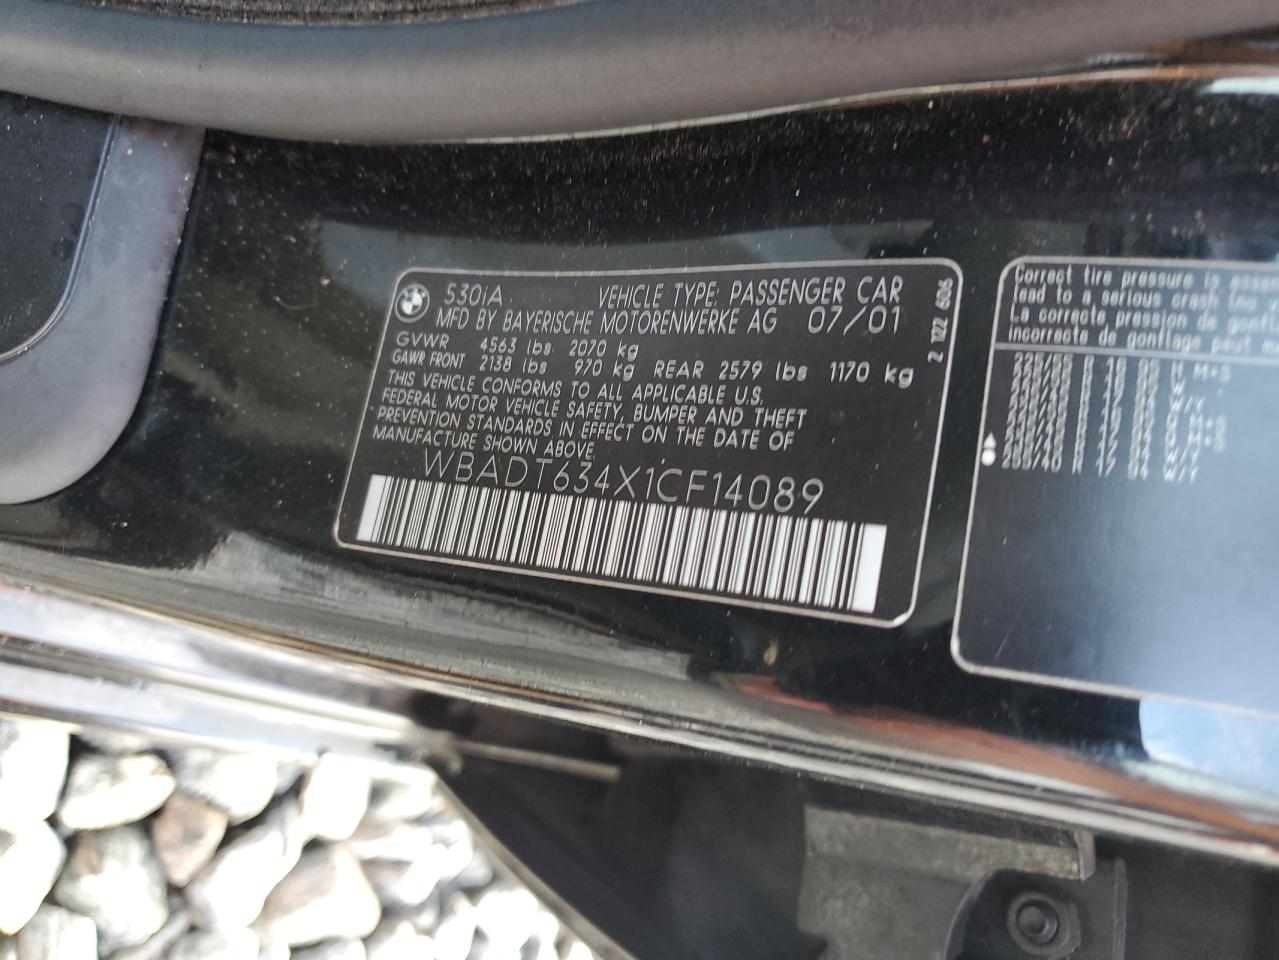 530iA VEHICLE TYPE: PASSENGER CAR
MFD BY BAYERISCHE MOTORENWERKE AG 07/01
GVWR 4563 lbs 2070 kg
GAWR FRONT 2138 lbs 970 kg REAR 2579 lbs 1170 kg
THIS VEHICLE CONFORMS TO ALL APPLICABLE U.S.
FEDERAL MOTOR VEHICLE SAFETY, BUMPER AND THEFT
PREVENTION STANDARDS IN EFFECT ON THE DATE OF
MANUFACTURE SHOWN ABOVE.
WBADT634X1CF14089
2 122 606
Correct tire pressure is
lead to a serious crash
La correcte pression de
incorrecte de gonflage peut